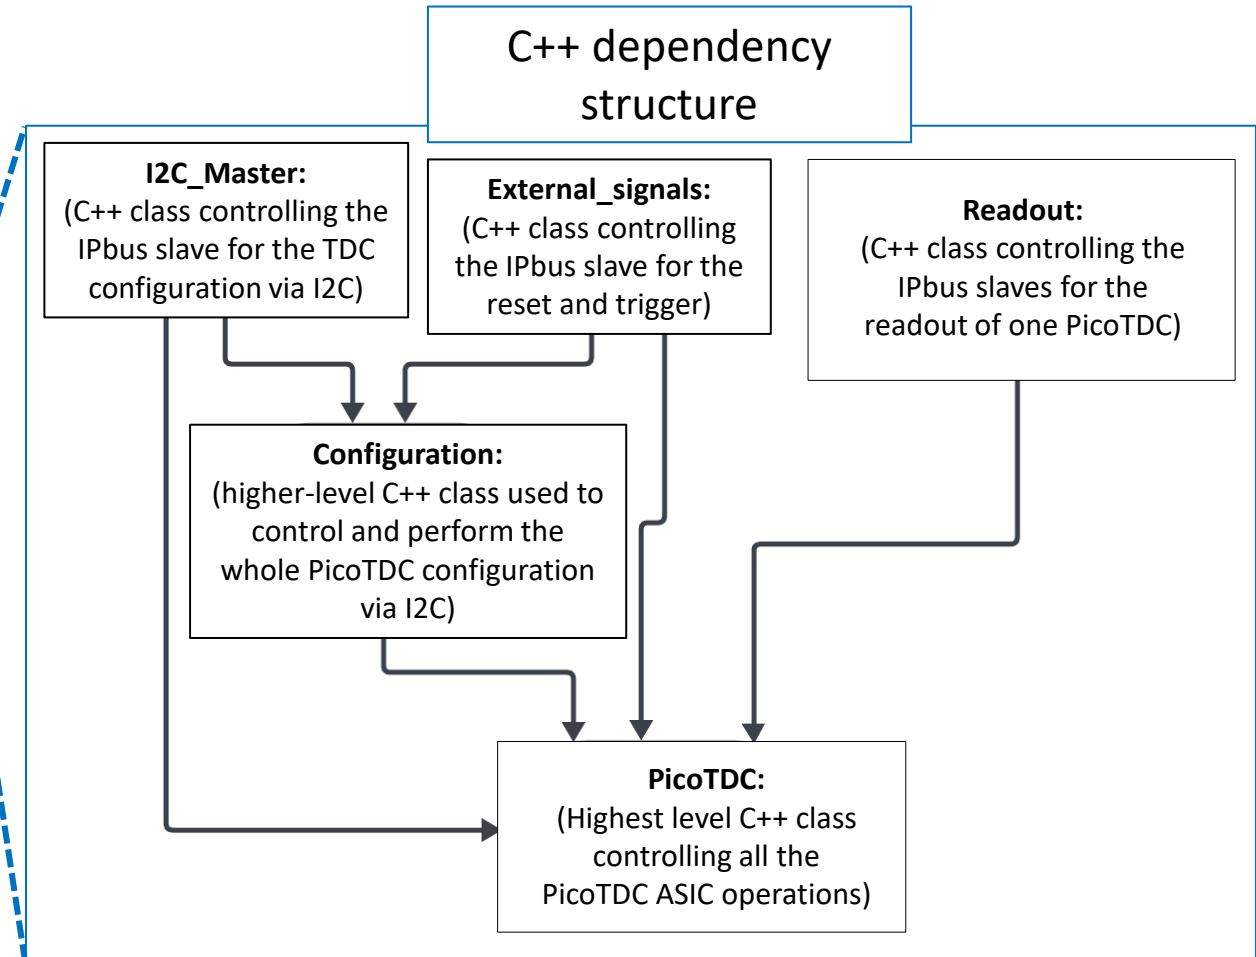 C++ dependency
structure
I2C_Master:
(C++ class controlling the
IPbus slave for the TDC
configuration via I2C)
External_signals:
(C++ class controlling
the IPbus slave for the
reset and trigger)
Readout:
(C++ class controlling the
IPbus slaves for the
readout of one PicoTDC)
Configuration:
(higher-level C++ class used to
control and perform the
whole PicoTDC configuration
via I2C)
PicoTDC:
(Highest level C++ class
controlling all the
PicoTDC ASIC operations)